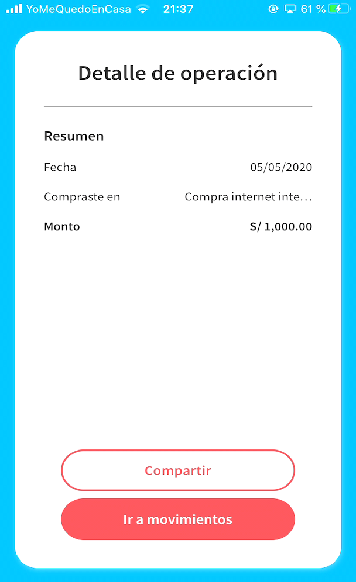 YoMeQuedoEnCasa 21:37 61 %
Detalle de operación
Resumen
Fecha 05/05/2020
Compraste en Compra internet inte...
Monto S/ 1,000.00
Compartir
Ir a movimientos